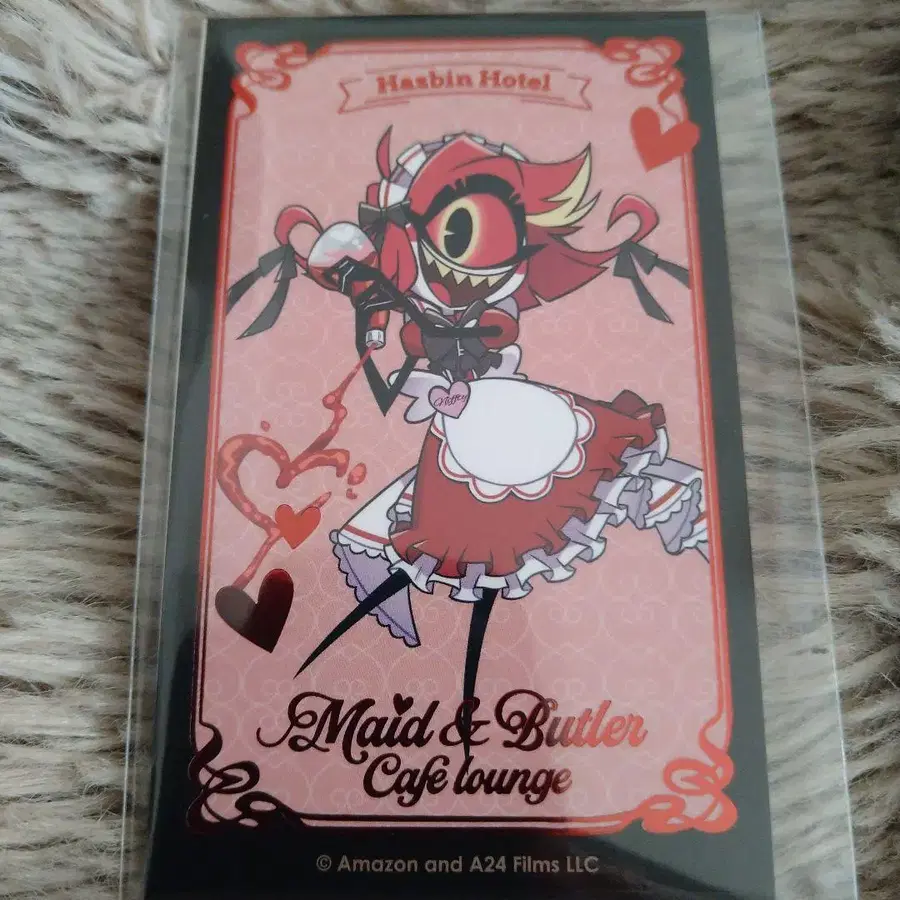 Hazbin Hotel
Niffty
Maid & Butler
Cafe lounge
© Amazon and A24 Films LLC